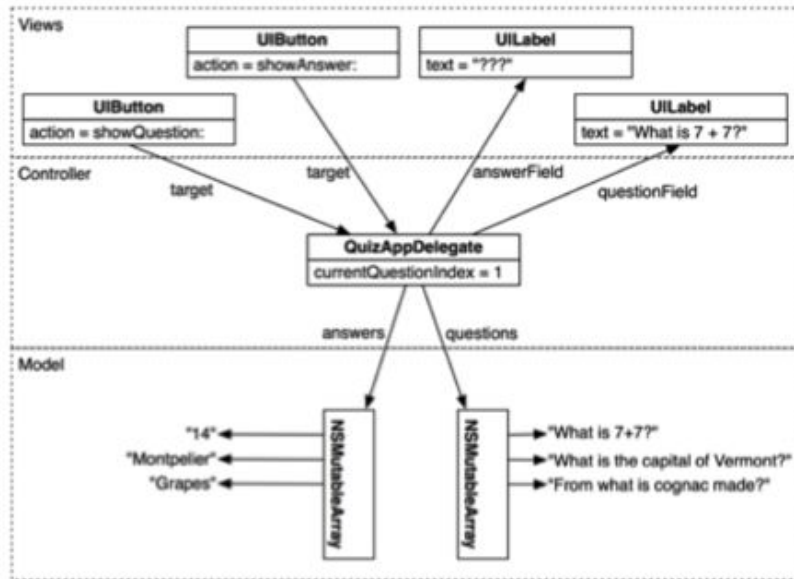 Views
UIButton
action = showAnswer:
UILabel
text = "???"
UIButton
action = showQuestion:
UILabel
text = "What is 7 + 7?"
Controller
target
target
answerField
questionField
QuizAppDelegate
currentQuestionIndex = 1
answers
questions
Model
NSMutableArray
"14"
"Montpelier"
"Grapes"
NSMutableArray
"What is 7+7?"
"What is the capital of Vermont?"
"From what is cognac made?"